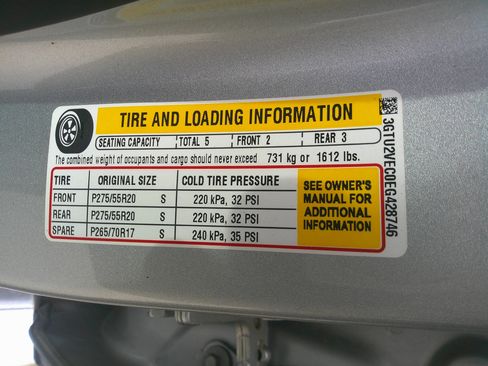 TIRE AND LOADING INFORMATION
SEATING CAPACITY TOTAL 5 FRONT 2 REAR 3
The combined weight of occupants and cargo should never exceed 731 kg or 1612 lbs.
TIRE ORIGINAL SIZE COLD TIRE PRESSURE
FRONT P275/55R20 S 220 kPa, 32 PSI
REAR P275/55R20 S 220 kPa, 32 PSI
SPARE P265/70R17 S 240 kPa, 35 PSI
SEE OWNER'S
MANUAL FOR
ADDITIONAL
INFORMATION
3GTU2VEC0EG428746